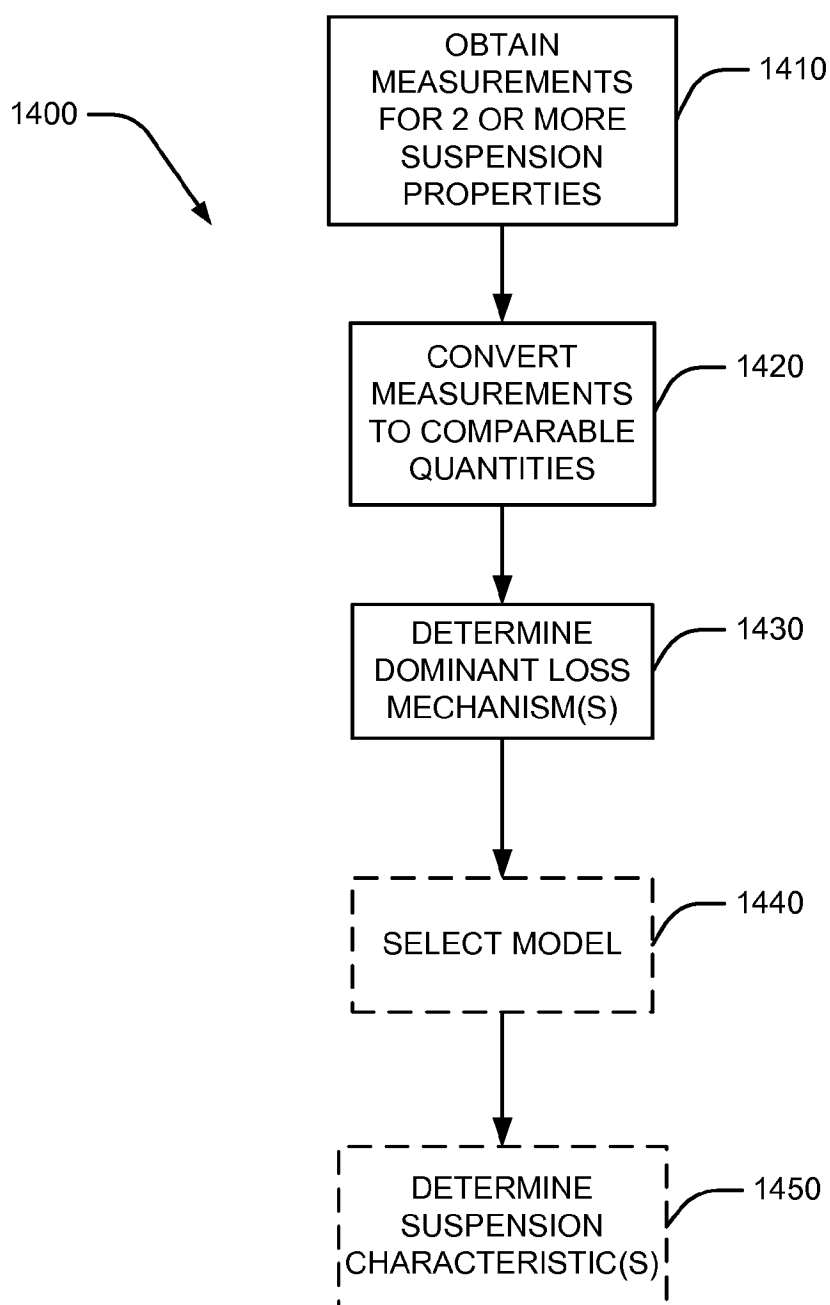 OBTAIN
MEASUREMENTS
FOR 2 OR MORE
SUSPENSION
PROPERTIES
1410
1400
CONVERT
MEASUREMENTS
TO COMPARABLE
QUANTITIES
1420
DETERMINE
DOMINANT LOSS
MECHANISM(S)
1430
SELECT MODEL
1440
DETERMINE
SUSPENSION
CHARACTERISTIC(S)
1450